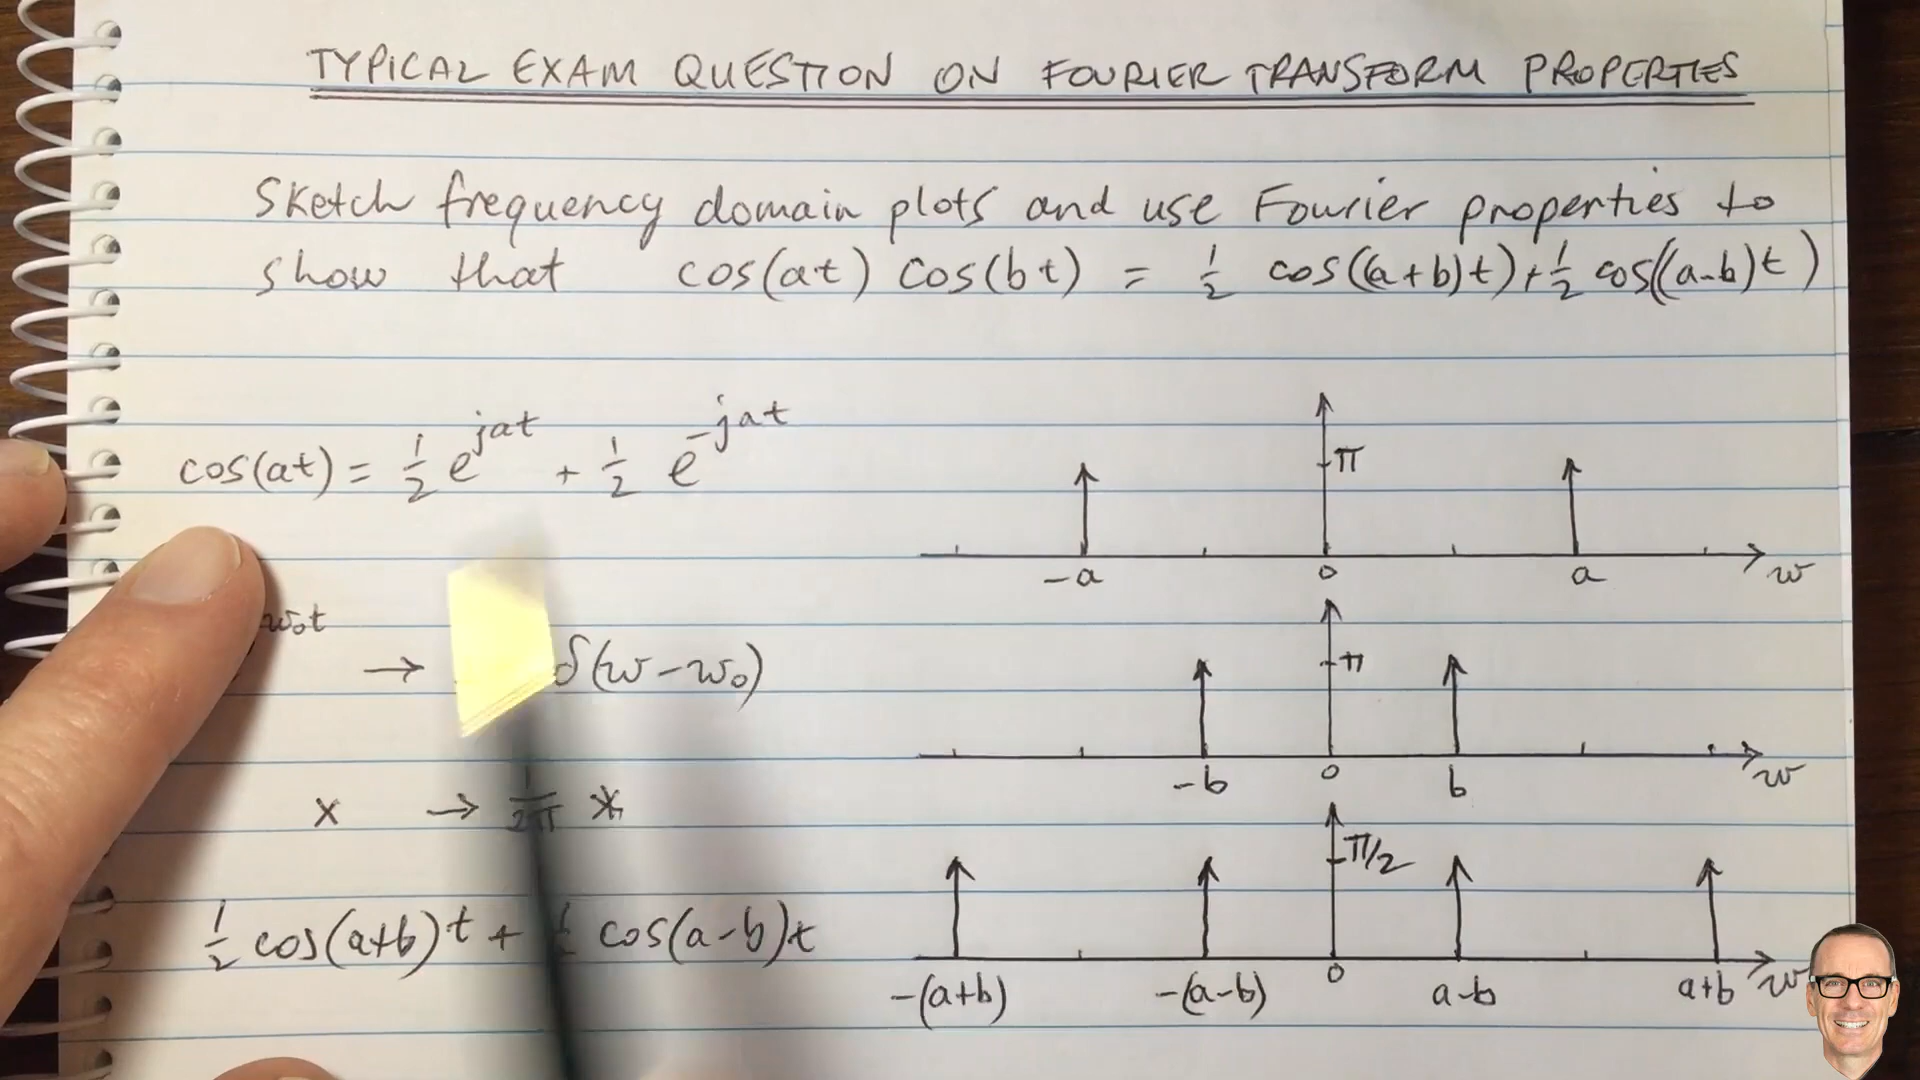 TYPICAL EXAM QUESTION ON FOURIER TRANSFORM PROPERTIES
Sketch frequency domain plots and use Fourier properties to
show that cos(at) cos(bt) = 1/2 cos((a+b)t) + 1/2 cos((a-b)t)
cos(at) = 1/2 e^jat + 1/2 e^-jat
π
-a 0 a w
w₀t
→ δ(w-w₀)
π
-b 0 b w
x → 1/2π *
π/2
1/2 cos(a+b)t + cos(a-b)t
-(a+b) -(a-b) 0 a-b a+b w